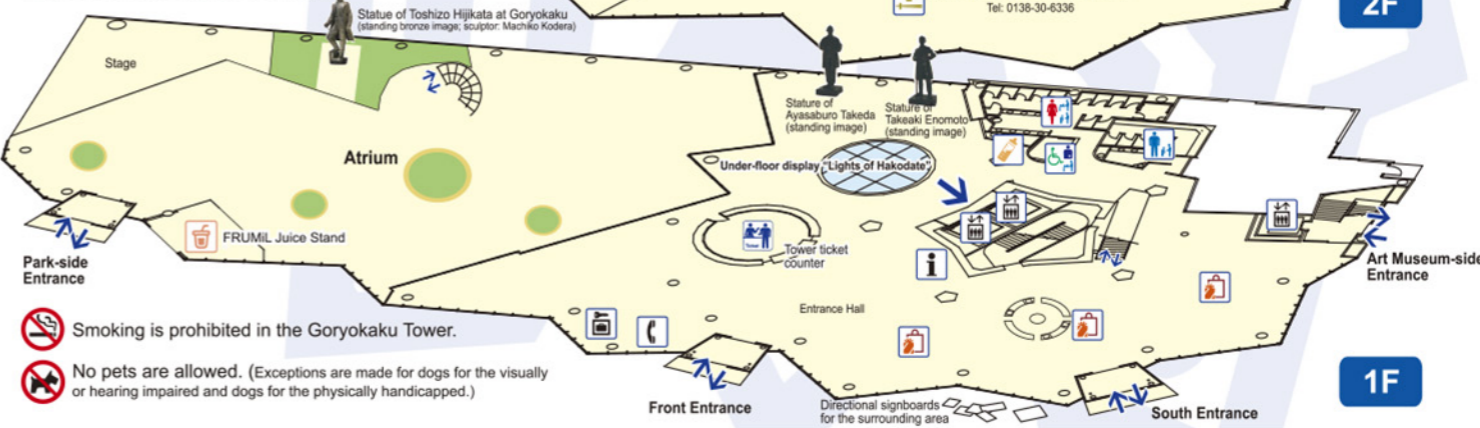 Tel: 0138-30-6336
2F
Statue of Toshizo Hijikata at Goryokaku
(standing bronze image; sculptor: Machiko Kodera)
Stage
Stature of
Ayasaburo Takeda
(standing image)
Stature of
Takeaki Enomoto
(standing image)
Atrium
Under-floor display "Lights of Hakodate"
FRUMiL Juice Stand
Ticket
Tower ticket
counter
Park-side
Entrance
Art Museum-side
Entrance
Entrance Hall
Smoking is prohibited in the Goryokaku Tower.
No pets are allowed. (Exceptions are made for dogs for the visually
or hearing impaired and dogs for the physically handicapped.)
1F
Front Entrance
Directional signboards
for the surrounding area
South Entrance